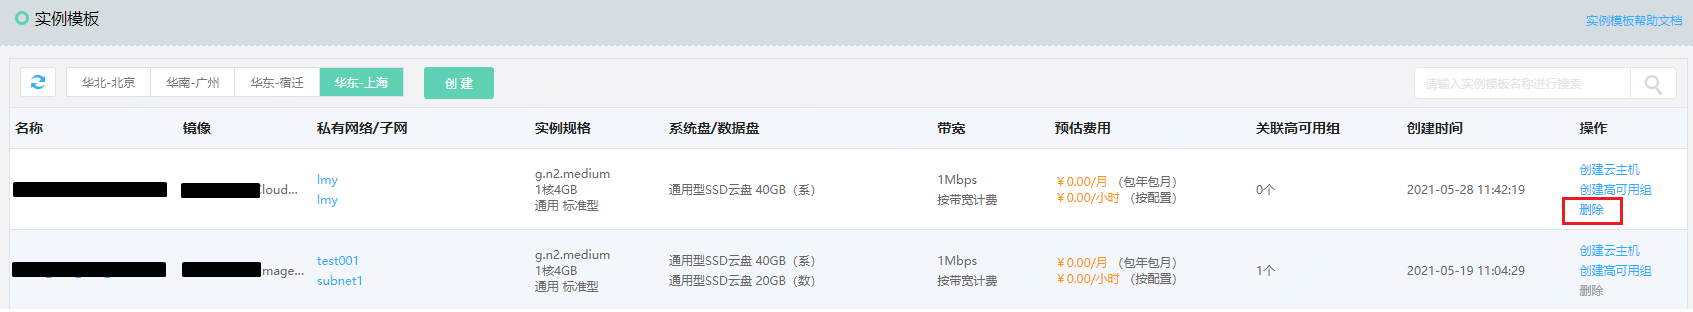 实例模板
实例模板帮助文档
华北-北京 华南-广州 华东-宿迁 华东-上海 创 建 请输入实例模板名称进行搜索
名称 镜像 私有网络/子网 实例规格 系统盘/数据盘 带宽 预估费用 关联高可用组 创建时间 操作
Cloud...
lmy
lmy
g.n2.medium
1核4GB
通用 标准型
通用型SSD云盘 40GB（系）
1Mbps
按带宽计费
¥ 0.00/月 （包年包月）
¥ 0.00/小时 （按配置）
0个
2021-05-28 11:42:19
创建云主机
创建高可用组
删除
mage...
test001
subnet1
g.n2.medium
1核4GB
通用 标准型
通用型SSD云盘 40GB（系）
通用型SSD云盘 20GB（数）
1Mbps
按带宽计费
¥ 0.00/月 （包年包月）
¥ 0.00/小时 （按配置）
1个
2021-05-19 11:04:29
创建云主机
创建高可用组
删除